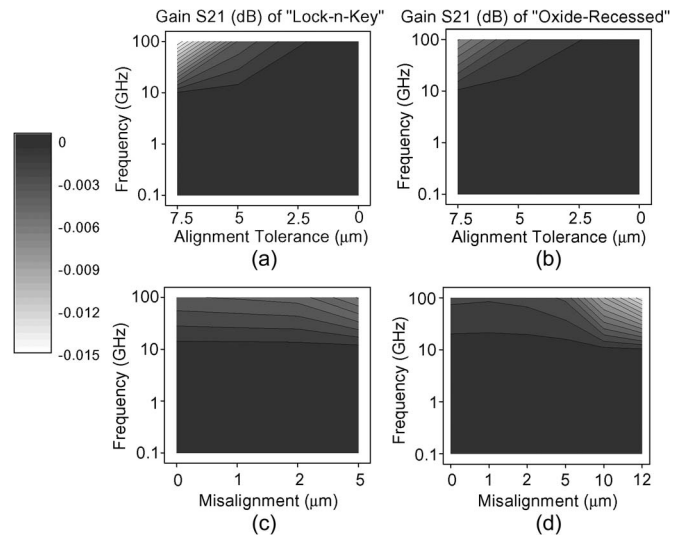 Gain S21 (dB) of "Lock-n-Key"
Gain S21 (dB) of "Oxide-Recessed"
0
-0.003
-0.006
-0.009
-0.012
-0.015
Frequency (GHz)
100
10
1
0.1
7.5 5 2.5 0
Alignment Tolerance (μm)
(a)
Frequency (GHz)
100
10
1
0.1
7.5 5 2.5 0
Alignment Tolerance (μm)
(b)
Frequency (GHz)
100
10
1
0.1
0 1 2 5
Misalignment (μm)
(c)
Frequency (GHz)
100
10
1
0.1
0 1 2 5 10 12
Misalignment (μm)
(d)